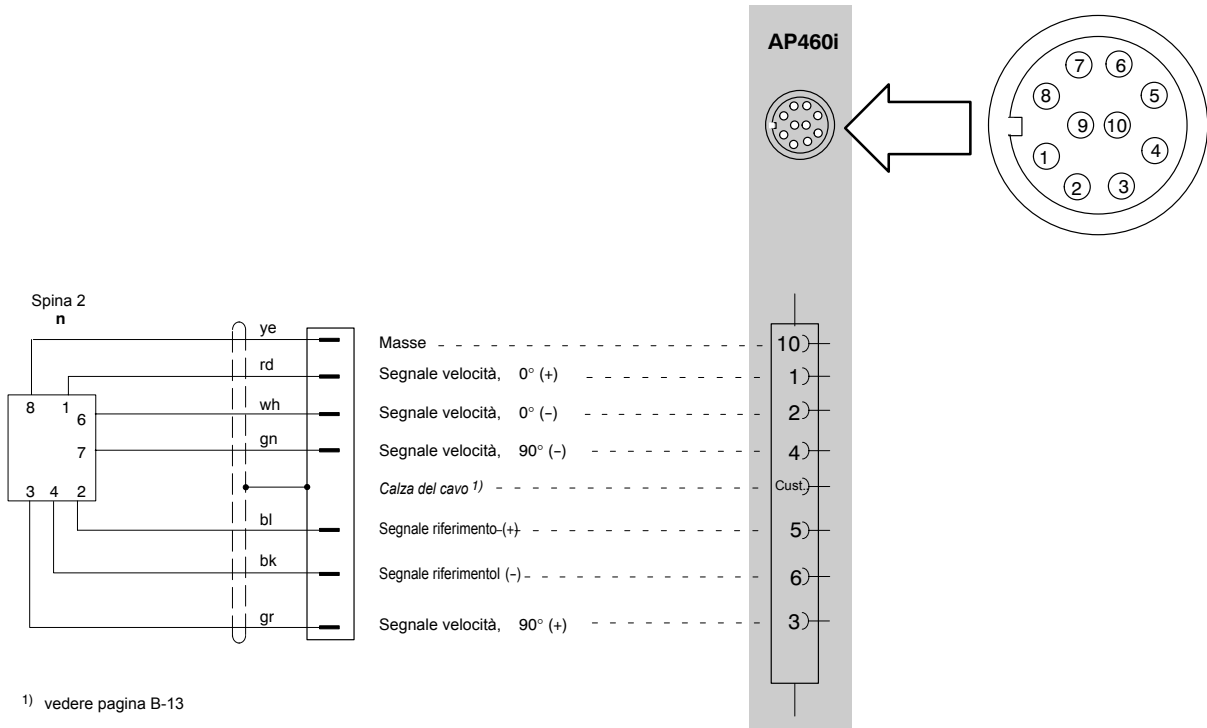 AP460i
7 6
8 5
9 10
1 4
2 3
Spina 2
n
ye Masse 10
rd Segnale velocità, 0° (+) 1
wh Segnale velocità, 0° (-) 2
gn Segnale velocità, 90° (-) 4
Calza del cavo 1) Cust.
bl Segnale riferimento (+) 5
bk Segnale riferimentol (-) 6
gr Segnale velocità, 90° (+) 3
8 1 6
7
3 4 2
1) vedere pagina B-13